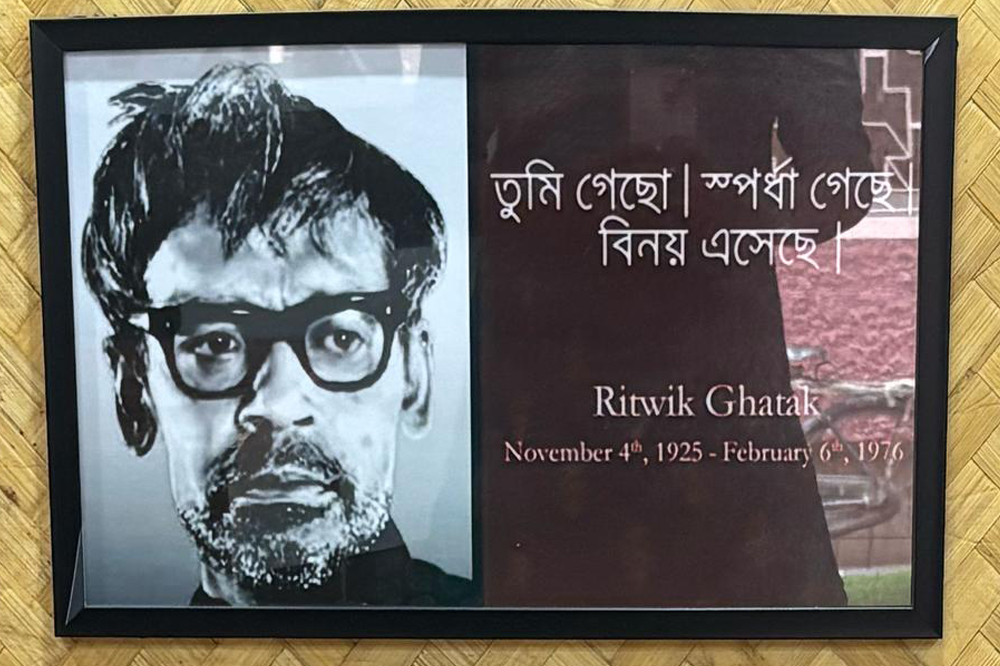 তুমি গেছো | স্পর্ধা গেছে |
বিনয় এসেছে |
Ritwik Ghatak
November 4th, 1925 - February 6th, 1976